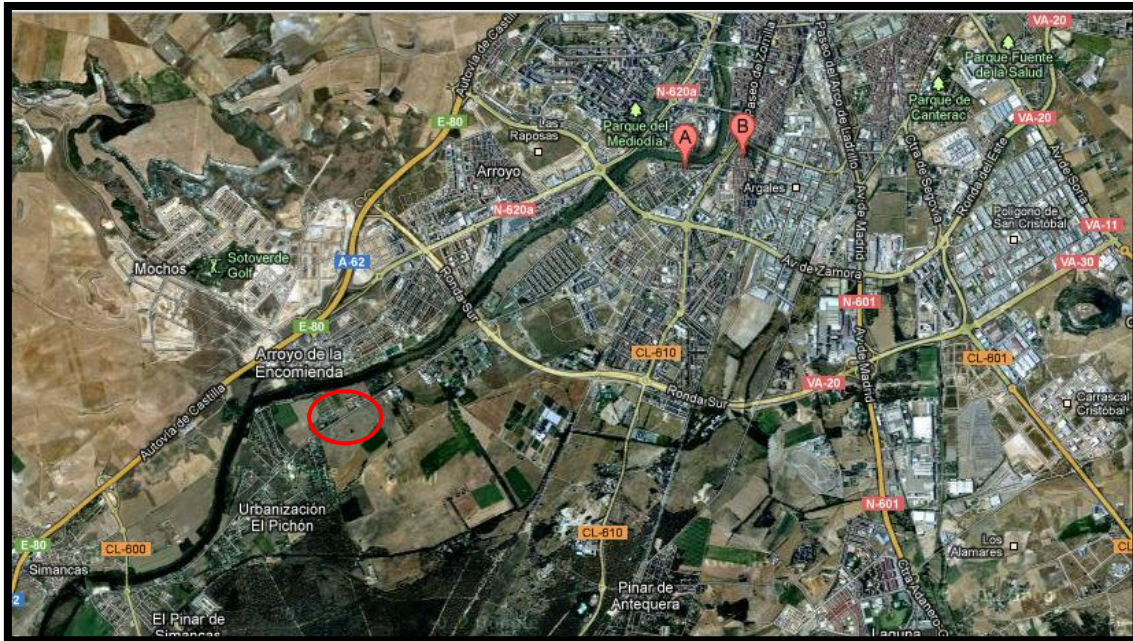 VA-20
Autovía de Castilla
Paseo de Zorrilla
Paseo del Arco de Ladrillo
Parque Fuente
de la Salud
N-620a
Parque de
Canterac
E-80
Las
Raposas
Parque del
Mediodía
A
B
VA-20
Av de Soria
Arroyo
Argales
Ctra de Segovia
Ronda del Este
N-620a
Av de Madrid
Polígono de
San Cristóbal
VA-11
Mochos
Sotoverde
Golf
A-62
Ronda Sur
Av de Zamora
VA-30
N-601
E-80
Arroyo de la
Encomienda
CL-610
CL-601
Av de Madrid
VA-20
Ronda Sur
Carrascal
Cristóbal
Autovía de Castilla
Urbanización
El Pichón
N-601
E-80
CL-600
CL-610
Los
Alamares
CL
Simancas
Pinar de
Antequera
2
El Pinar de
Simancas
Laguna